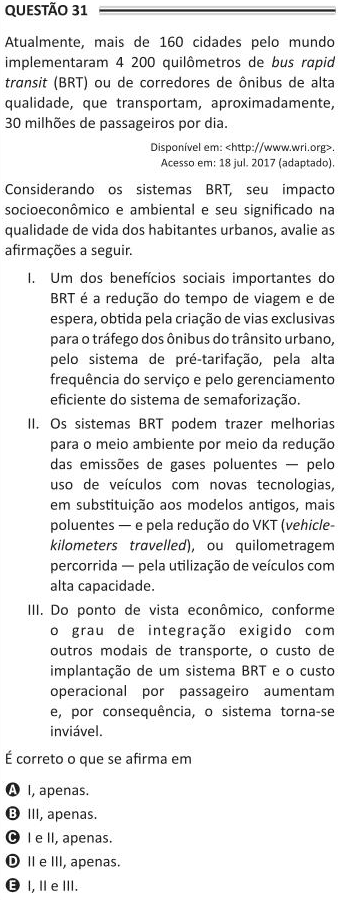 QUESTÃO 31
Atualmente, mais de 160 cidades pelo mundo
implementaram 4 200 quilômetros de bus rapid
transit (BRT) ou de corredores de ônibus de alta
qualidade, que transportam, aproximadamente,
30 milhões de passageiros por dia.
Disponível em: <http://www.wri.org>.
Acesso em: 18 jul. 2017 (adaptado).
Considerando os sistemas BRT, seu impacto
socioeconômico e ambiental e seu significado na
qualidade de vida dos habitantes urbanos, avalie as
afirmações a seguir.
I. Um dos benefícios sociais importantes do
BRT é a redução do tempo de viagem e de
espera, obtida pela criação de vias exclusivas
para o tráfego dos ônibus do trânsito urbano,
pelo sistema de pré-tarifação, pela alta
frequência do serviço e pelo gerenciamento
eficiente do sistema de semaforização.
II. Os sistemas BRT podem trazer melhorias
para o meio ambiente por meio da redução
das emissões de gases poluentes — pelo
uso de veículos com novas tecnologias,
em substituição aos modelos antigos, mais
poluentes — e pela redução do VKT (vehicle-
kilometers travelled), ou quilometragem
percorrida — pela utilização de veículos com
alta capacidade.
III. Do ponto de vista econômico, conforme
o grau de integração exigido com
outros modais de transporte, o custo de
implantação de um sistema BRT e o custo
operacional por passageiro aumentam
e, por consequência, o sistema torna-se
inviável.
É correto o que se afirma em
A I, apenas.
B III, apenas.
C I e II, apenas.
D II e III, apenas.
E I, II e III.